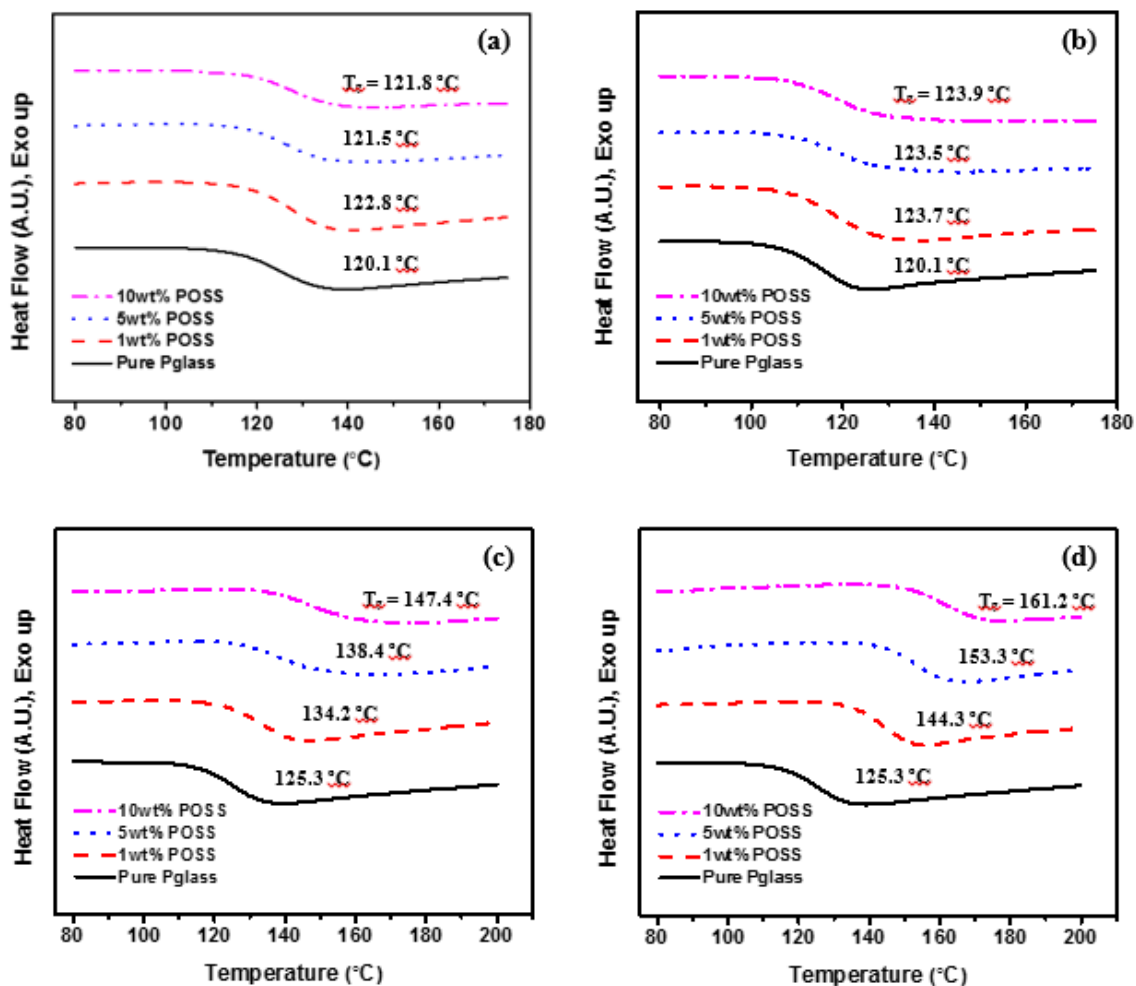 (a)
Heat Flow (A.U.), Exo up
Tg = 121.8 °C
121.5 °C
122.8 °C
120.1 °C
10wt% POSS
5wt% POSS
1wt% POSS
Pure Pglass
80 100 120 140 160 180
Temperature (°C)
(b)
Heat Flow (A.U.), Exo up
Tg = 123.9 °C
123.5 °C
123.7 °C
120.1 °C
10wt% POSS
5wt% POSS
1wt% POSS
Pure Pglass
80 100 120 140 160 180
Temperature (°C)
(c)
Heat Flow (A.U.), Exo up
Tg = 147.4 °C
138.4 °C
134.2 °C
125.3 °C
10wt% POSS
5wt% POSS
1wt% POSS
Pure Pglass
80 100 120 140 160 180 200
Temperature (°C)
(d)
Heat Flow (A.U.), Exo up
Tg = 161.2 °C
153.3 °C
144.3 °C
125.3 °C
10wt% POSS
5wt% POSS
1wt% POSS
Pure Pglass
80 100 120 140 160 180 200
Temperature (°C)